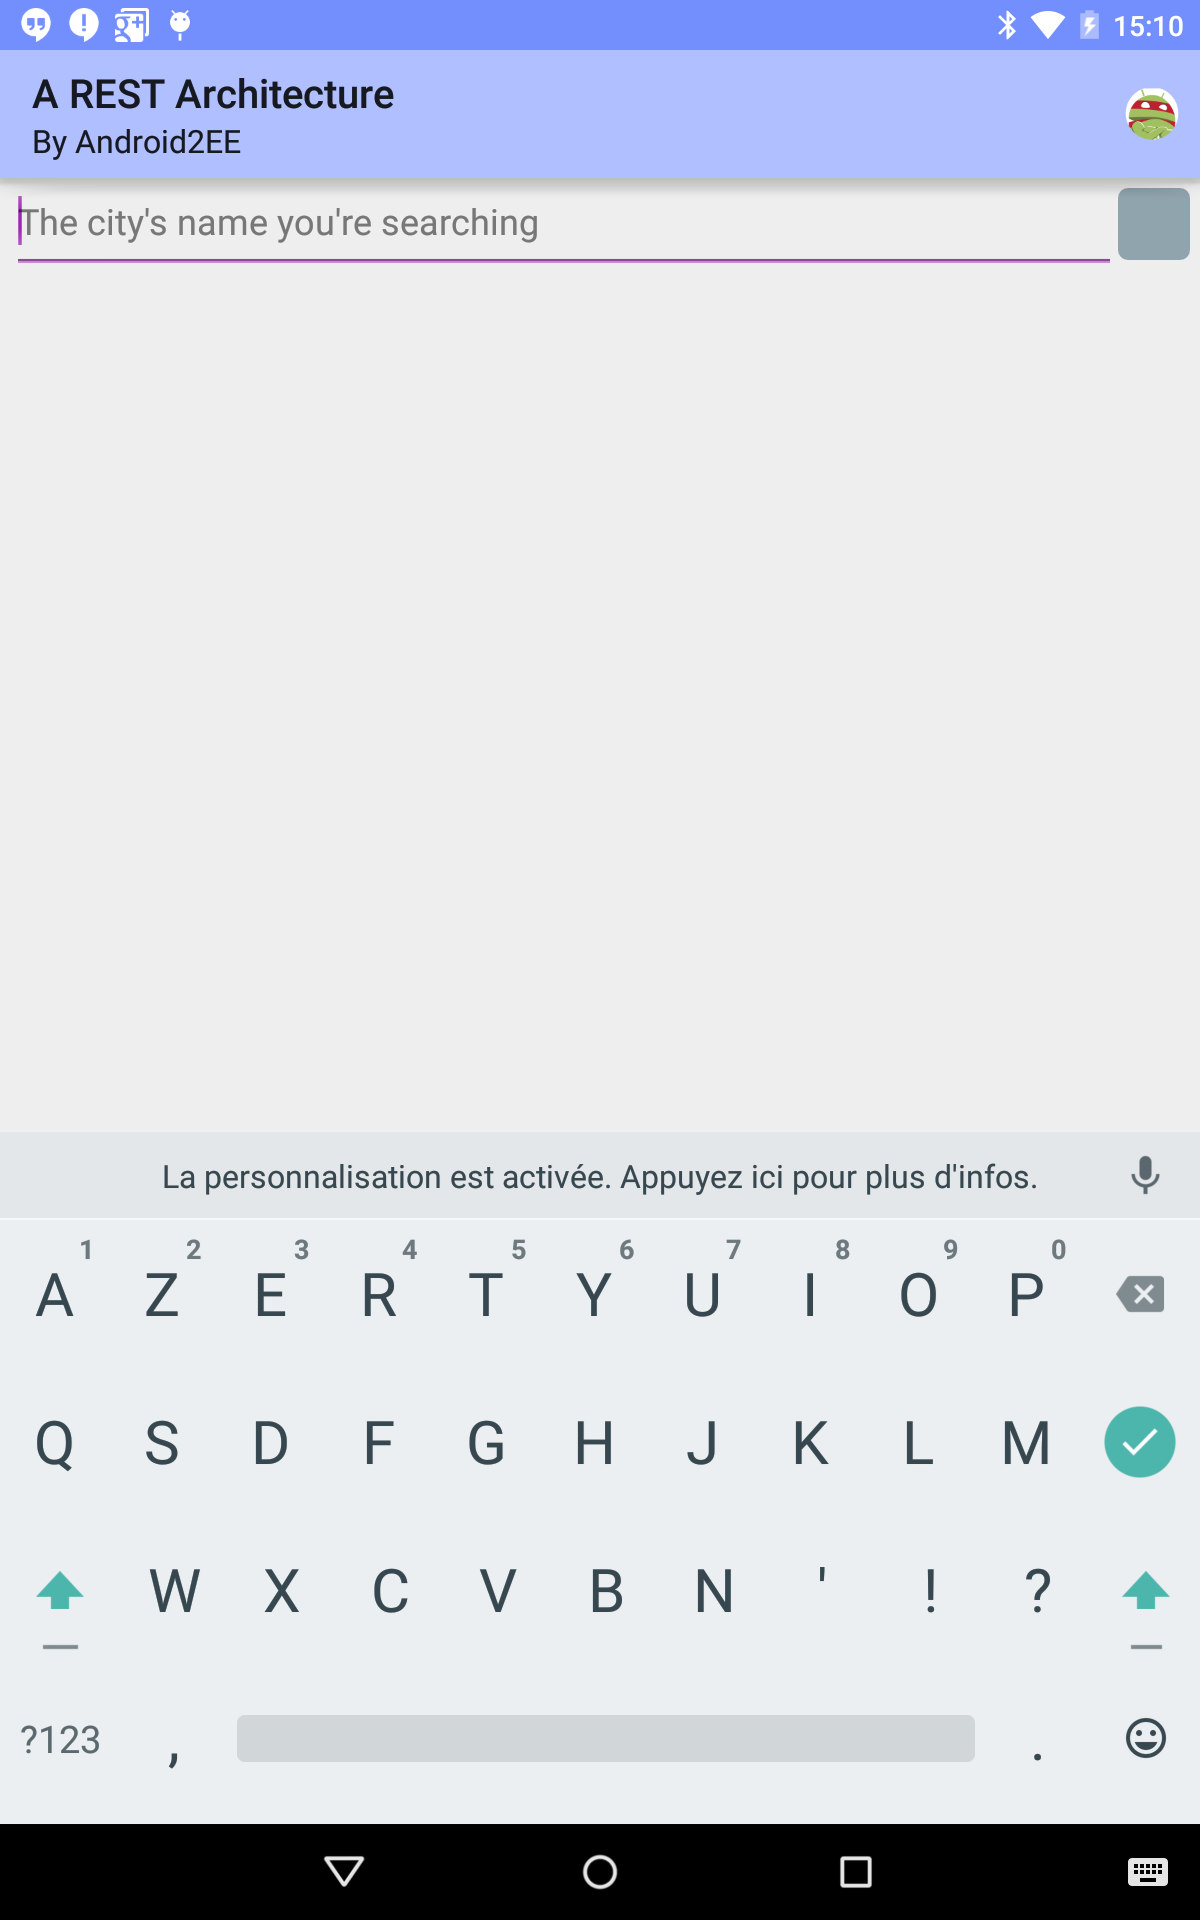 15:10
A REST Architecture
By Android2EE
The city's name you're searching
La personnalisation est activée. Appuyez ici pour plus d'infos.
1 2 3 4 5 6 7 8 9 0
A Z E R T Y U I O P
Q S D F G H J K L M
W X C V B N ' ! ?
?123 , .